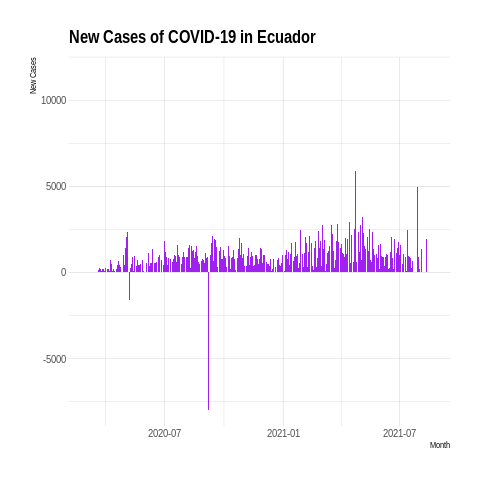 New Cases of COVID-19 in Ecuador
New Cases
10000
5000
0
-5000
2020-07
2021-01
2021-07
Month